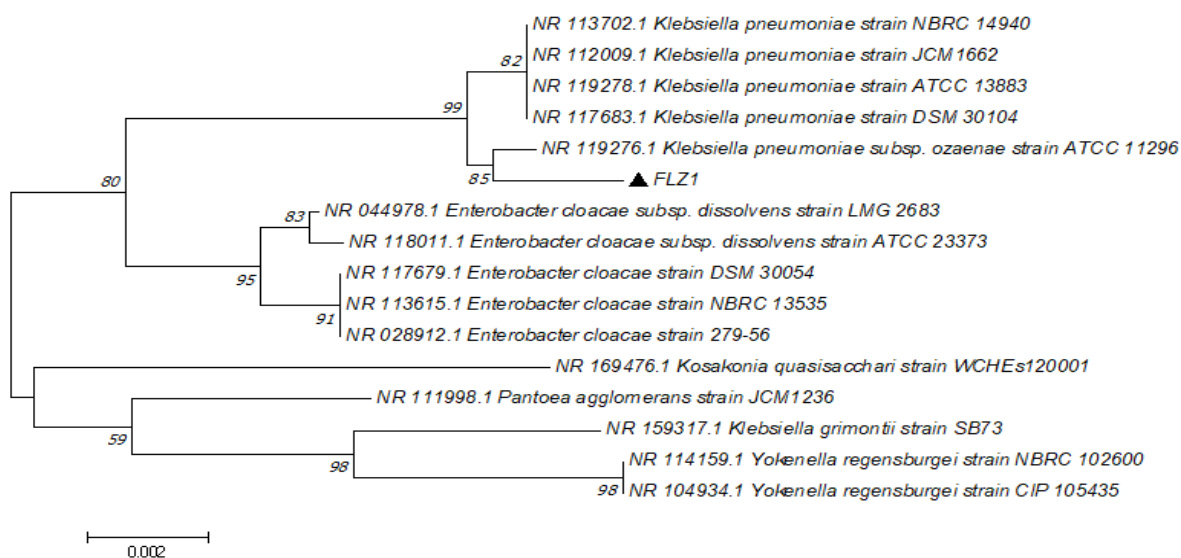 NR 113702.1 Klebsiella pneumoniae strain NBRC 14940
NR 112009.1 Klebsiella pneumoniae strain JCM1662
82
NR 119278.1 Klebsiella pneumoniae strain ATCC 13883
99
NR 117683.1 Klebsiella pneumoniae strain DSM 30104
NR 119276.1 Klebsiella pneumoniae subsp. ozaenae strain ATCC 11296
85
FLZ1
80
NR 044978.1 Enterobacter cloacae subsp. dissolvens strain LMG 2683
83
NR 118011.1 Enterobacter cloacae subsp. dissolvens strain ATCC 23373
95
NR 117679.1 Enterobacter cloacae strain DSM 30054
NR 113615.1 Enterobacter cloacae strain NBRC 13535
91
NR 028912.1 Enterobacter cloacae strain 279-56
NR 169476.1 Kosakonia quasisacchari strain WCHEs120001
NR 111998.1 Pantoea agglomerans strain JCM1236
59
NR 159317.1 Klebsiella grimontii strain SB73
98
NR 114159.1 Yokenella regensburgei strain NBRC 102600
98
NR 104934.1 Yokenella regensburgei strain CIP 105435
0.002